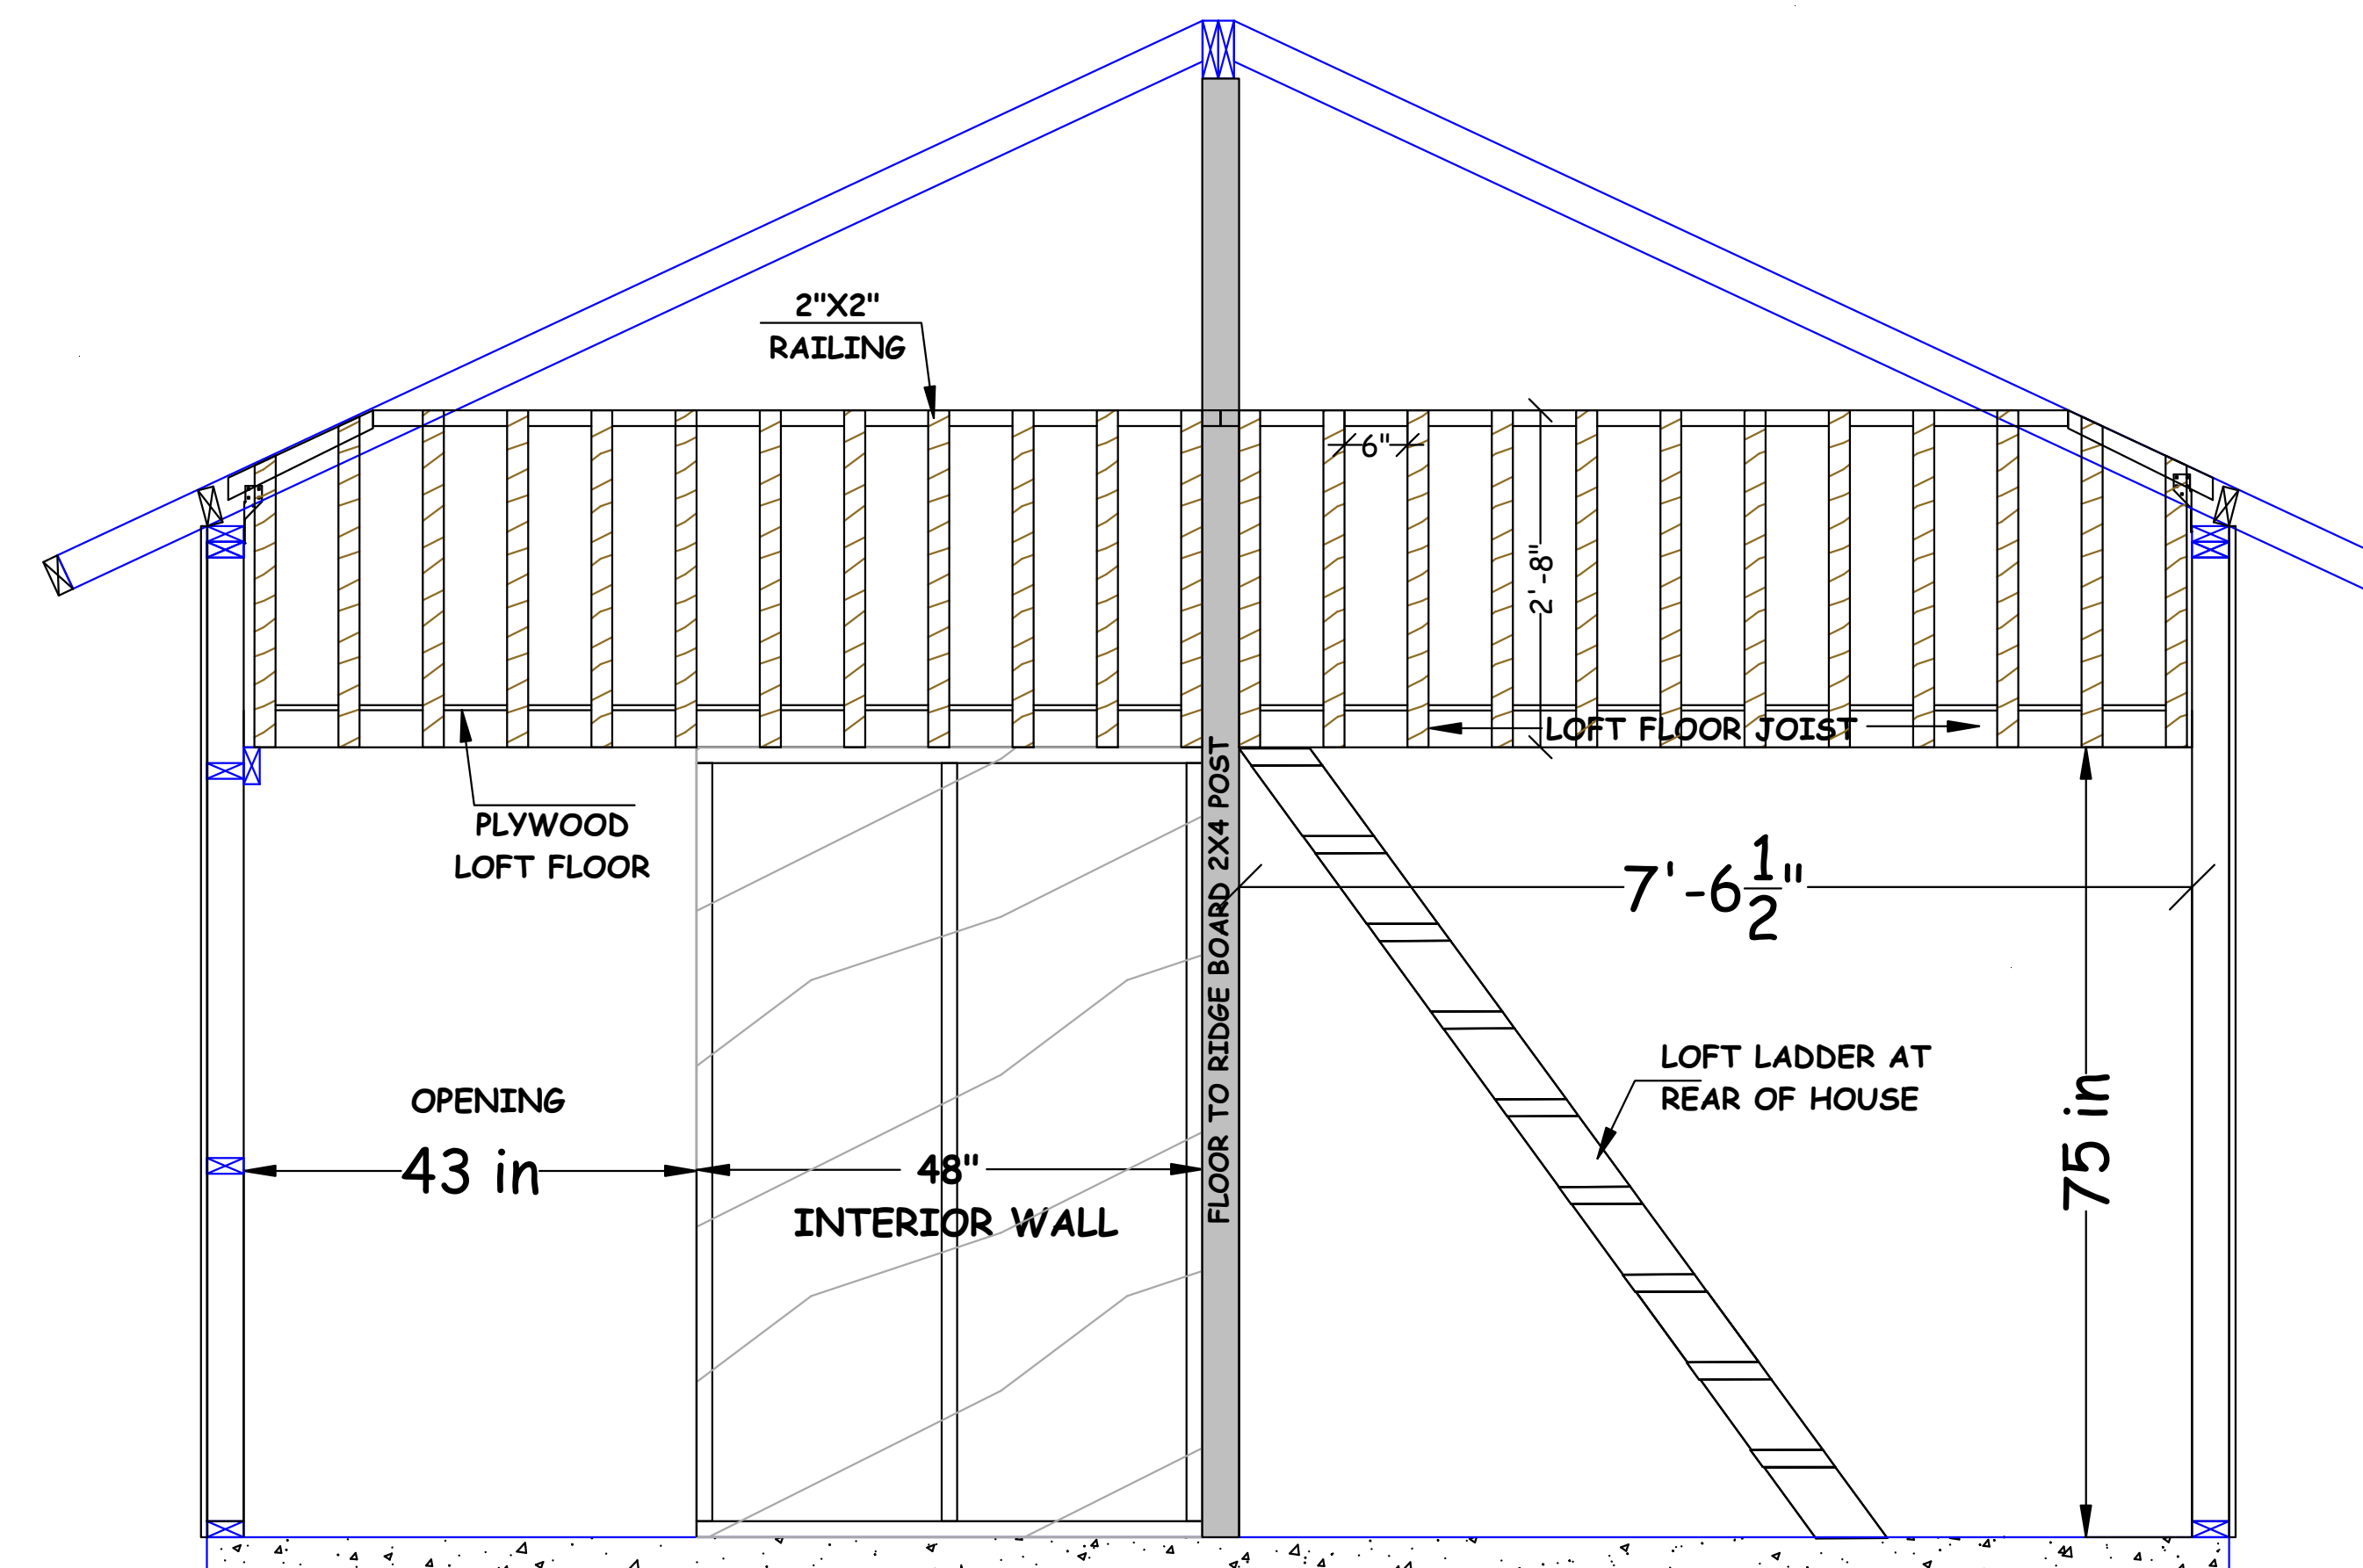 2"X2"
RAILING
6"
2'-8"
LOFT FLOOR JOIST
PLYWOOD
LOFT FLOOR
FLOOR TO RIDGE BOARD 2X4 POST
7'-6 1/2"
LOFT LADDER AT
REAR OF HOUSE
OPENING
43 in
48"
INTERIOR WALL
75 in